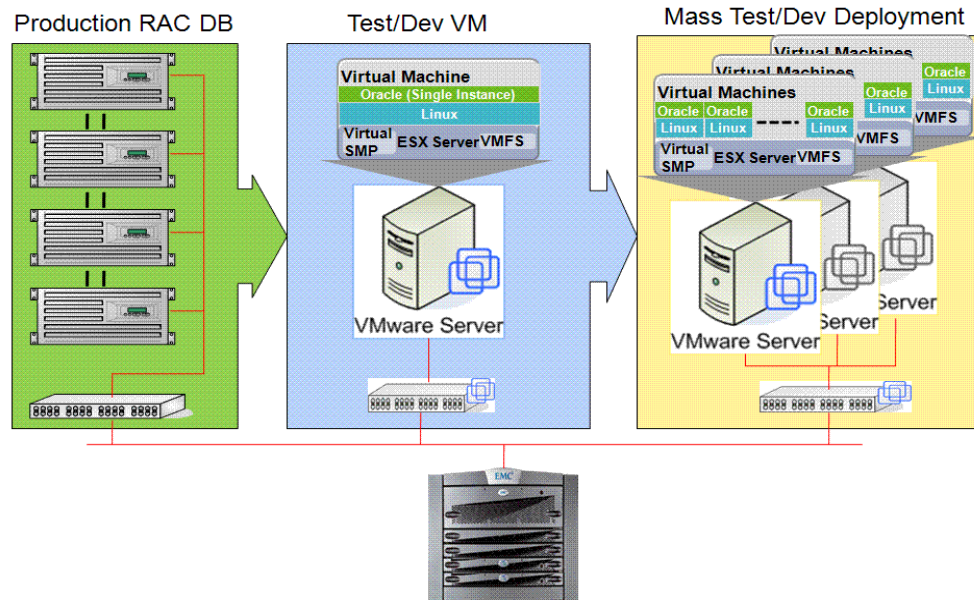 Production RAC DB
Test/Dev VM
Virtual Machine
Oracle (Single Instance)
Linux
Virtual SMP
ESX Server
VMFS
VMware Server
Mass Test/Dev Deployment
Virtual Machines
Oracle
Linux
VMFS
Virtual Machines
Oracle
Linux
VMFS
Virtual Machines
Oracle Oracle ---- Oracle
Linux Linux Linux
Virtual SMP
ESX Server
VMFS
VMware Server
Server
Server
EMC²